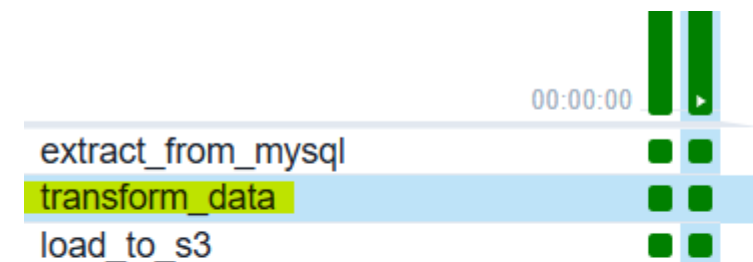 00:00:00
extract_from_mysql
transform_data
load_to_s3